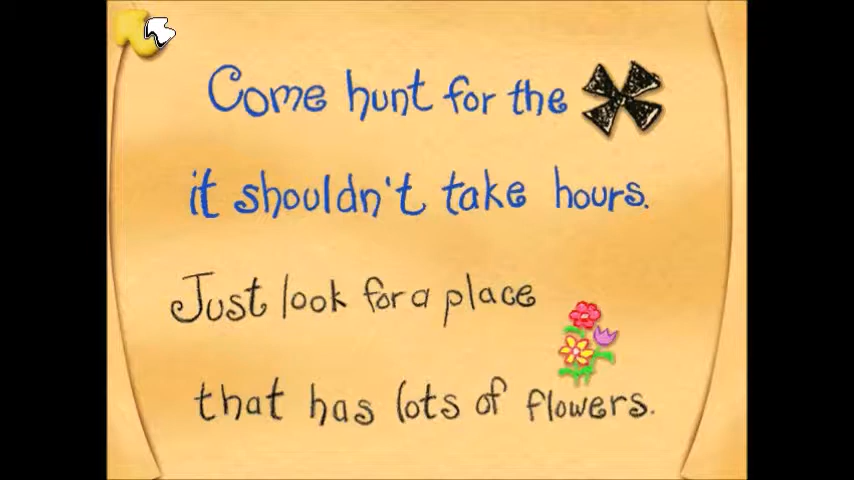 Come hunt for the
it shouldn't take hours.
Just look for a place
that has lots of flowers.